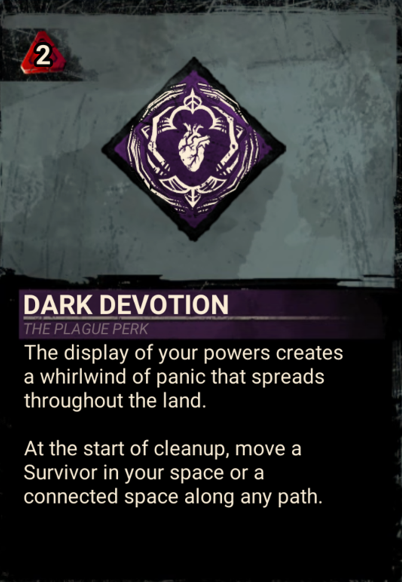 2
DARK DEVOTION
THE PLAGUE PERK
The display of your powers creates
a whirlwind of panic that spreads
throughout the land.
At the start of cleanup, move a
Survivor in your space or a
connected space along any path.